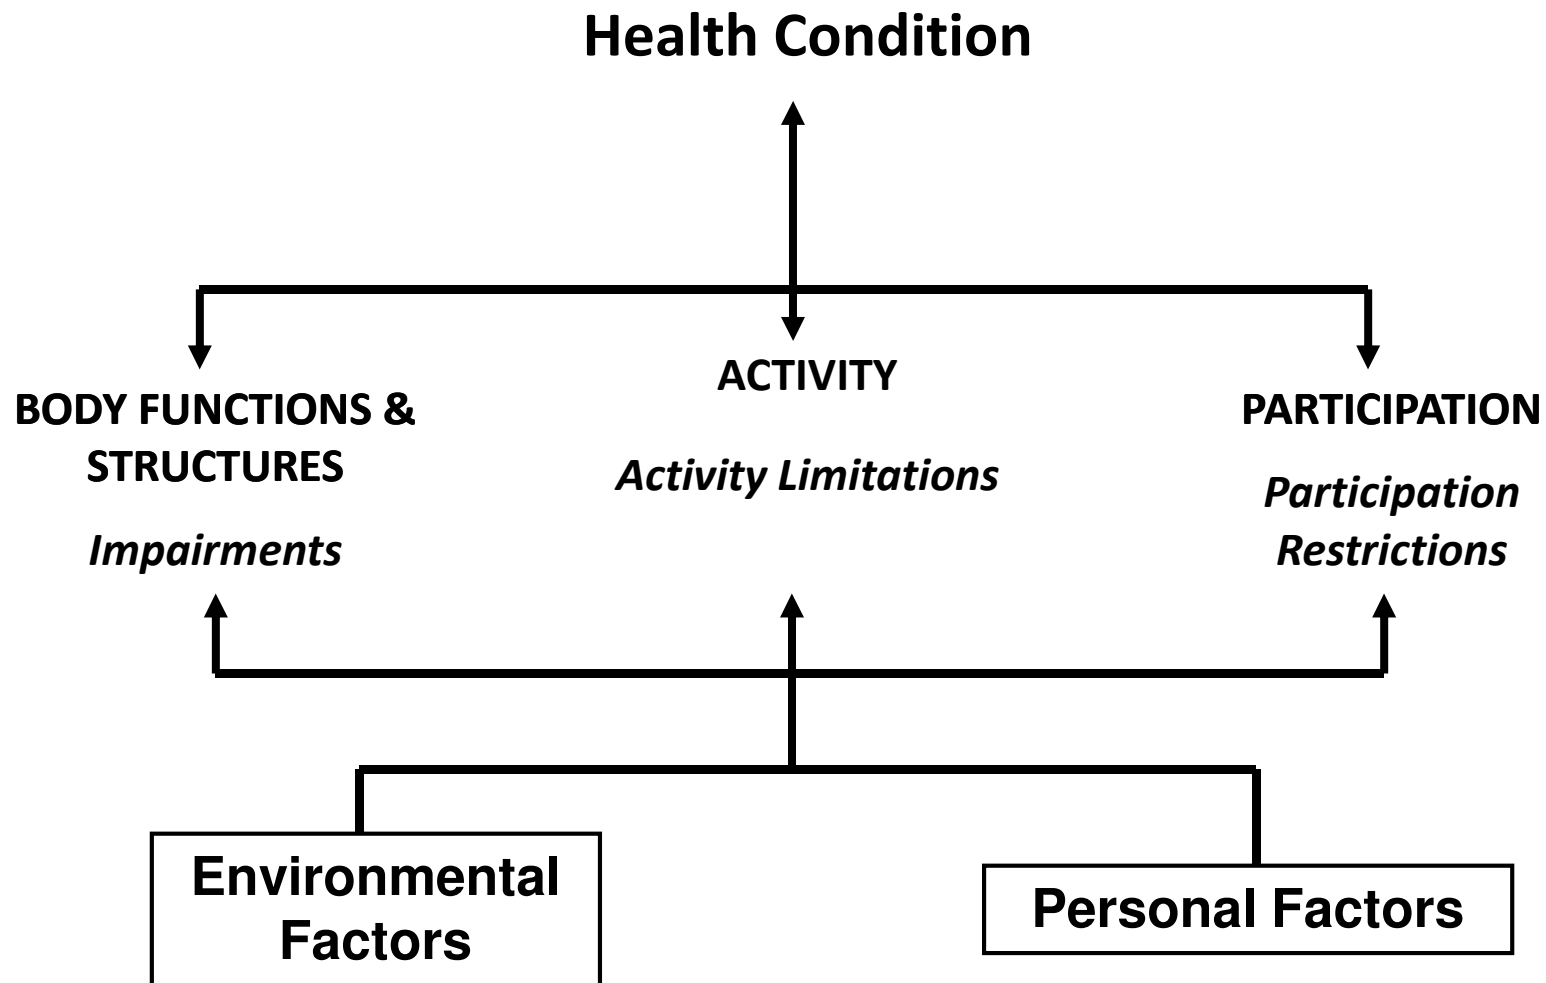 Health Condition
BODY FUNCTIONS &
STRUCTURES
Impairments
ACTIVITY
Activity Limitations
PARTICIPATION
Participation
Restrictions
Environmental
Factors
Personal Factors